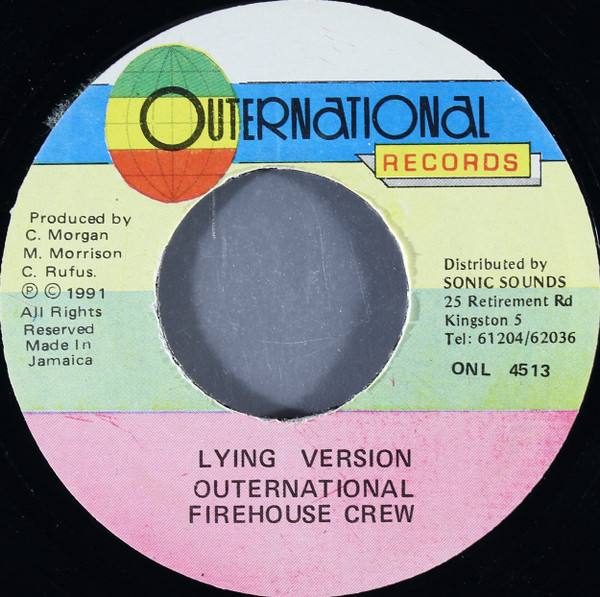 OUTERNATIONAL
RECORDS
Produced by
C. Morgan
M. Morrison
C. Rufus.
Ⓟ © 1991
All Rights
Reserved
Made In
Jamaica
Distributed by
SONIC SOUNDS
25 Retirement Rd
Kingston 5
Tel: 61204/62036
ONL 4513
LYING VERSION
OUTERNATIONAL
FIREHOUSE CREW